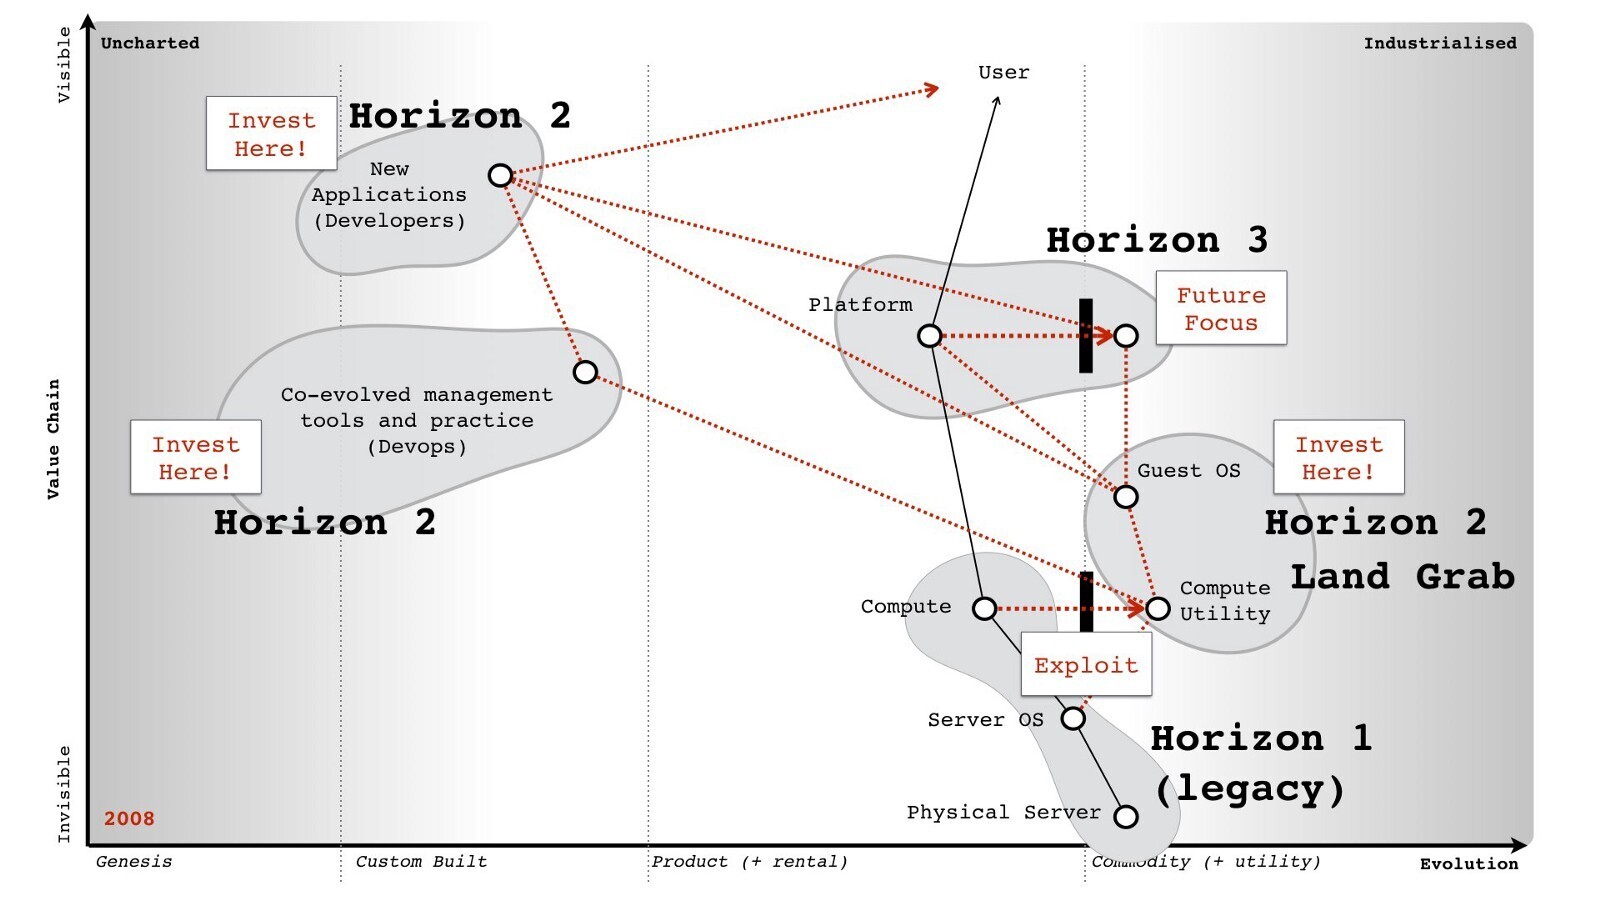 Visible
Uncharted
Industrialised
User
Horizon 2
Invest
Here!
New
Applications
(Developers)
Horizon 3
Future
Focus
Platform
Co-evolved management
tools and practice
(Devops)
Invest
Here!
Horizon 2
Value Chain
Guest OS
Invest
Here!
Horizon 2
Land Grab
Compute
Utility
Compute
Exploit
Server OS
Horizon 1
(legacy)
Physical Server
Invisible
2008
Genesis
Custom Built
Product (+ rental)
Commodity (+ utility)
Evolution